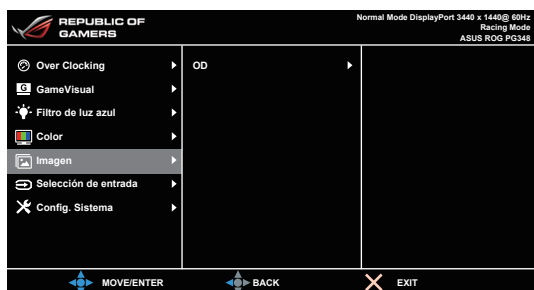 REPUBLIC OF
GAMERS
Normal Mode DisplayPort 3440 x 1440@ 60Hz
Racing Mode
ASUS ROG PG348
Over Clocking
OD
G GameVisual
Filtro de luz azul
Color
Imagen
Selección de entrada
Config. Sistema
MOVE/ENTER
BACK
EXIT